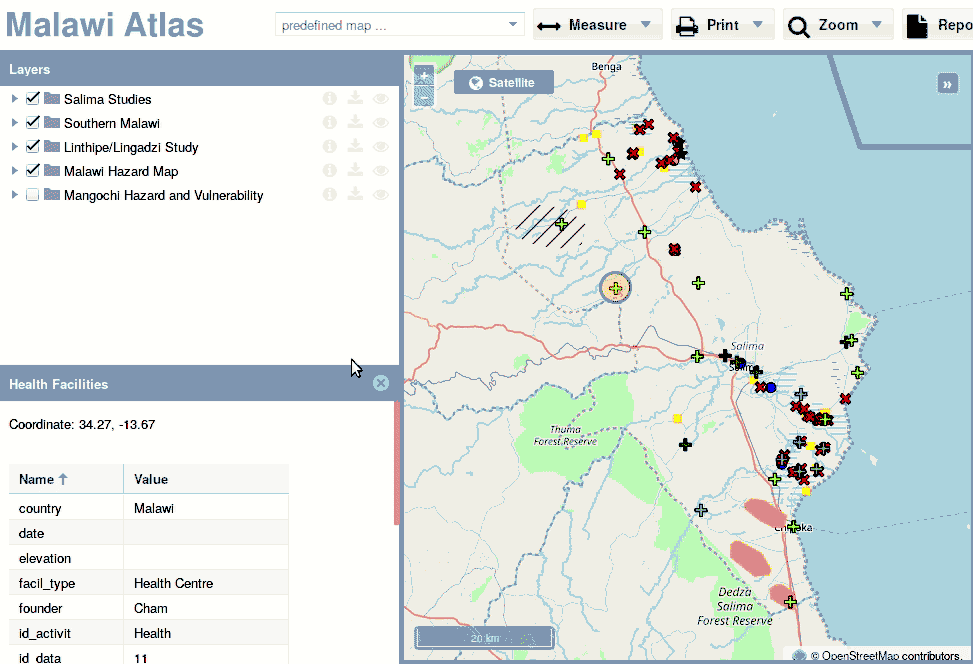 Malawi Atlas
predefined map ...
Measure
Print
Zoom
Repo
Layers
Salima Studies
Southern Malawi
Linthipe/Lingadzi Study
Malawi Hazard Map
Mangochi Hazard and Vulnerability
Health Facilities
Coordinate: 34.27, -13.67
Name Value
country Malawi
date
elevation
facil_type Health Centre
founder Cham
id_activit Health
id_data 11
+
−
Satellite
»
Benga
Salima
Thuma
Forest Reserve
Dedza
Salima
Forest Reserve
20 km
© OpenStreetMap contributors.